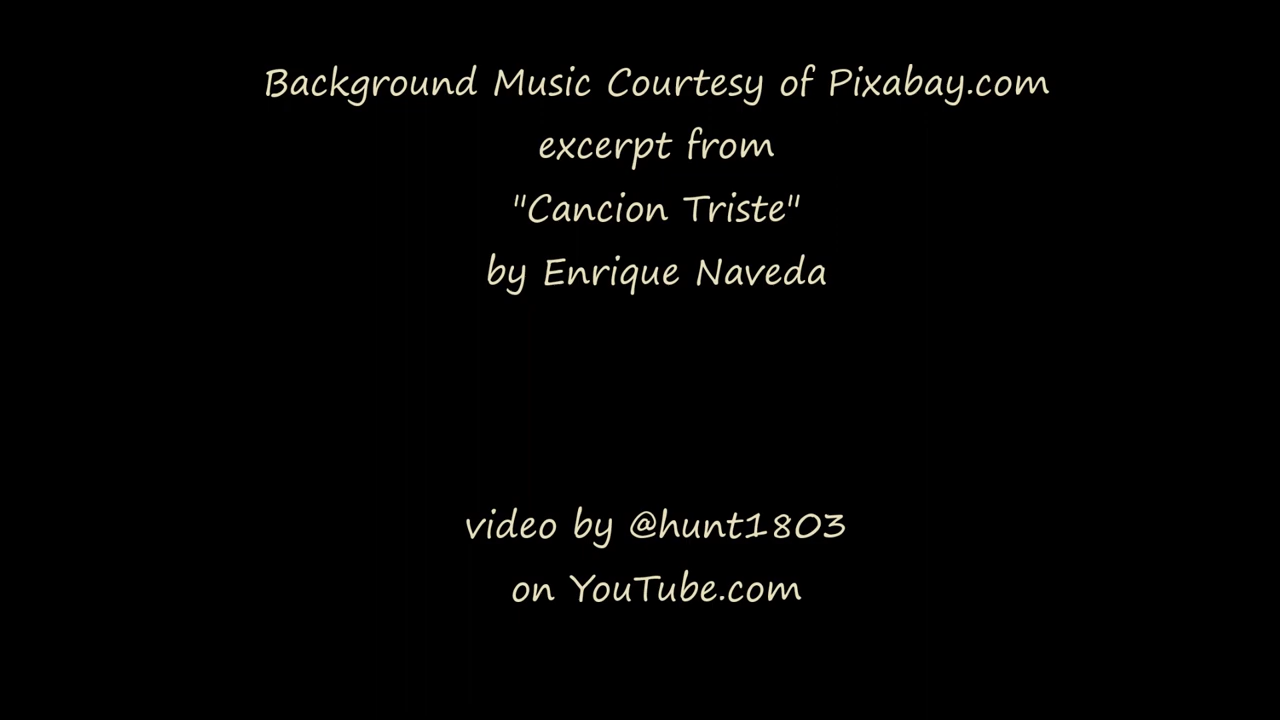 Background Music Courtesy of Pixabay.com
excerpt from
"Cancion Triste"
by Enrique Naveda
video by @hunt1803
on YouTube.com